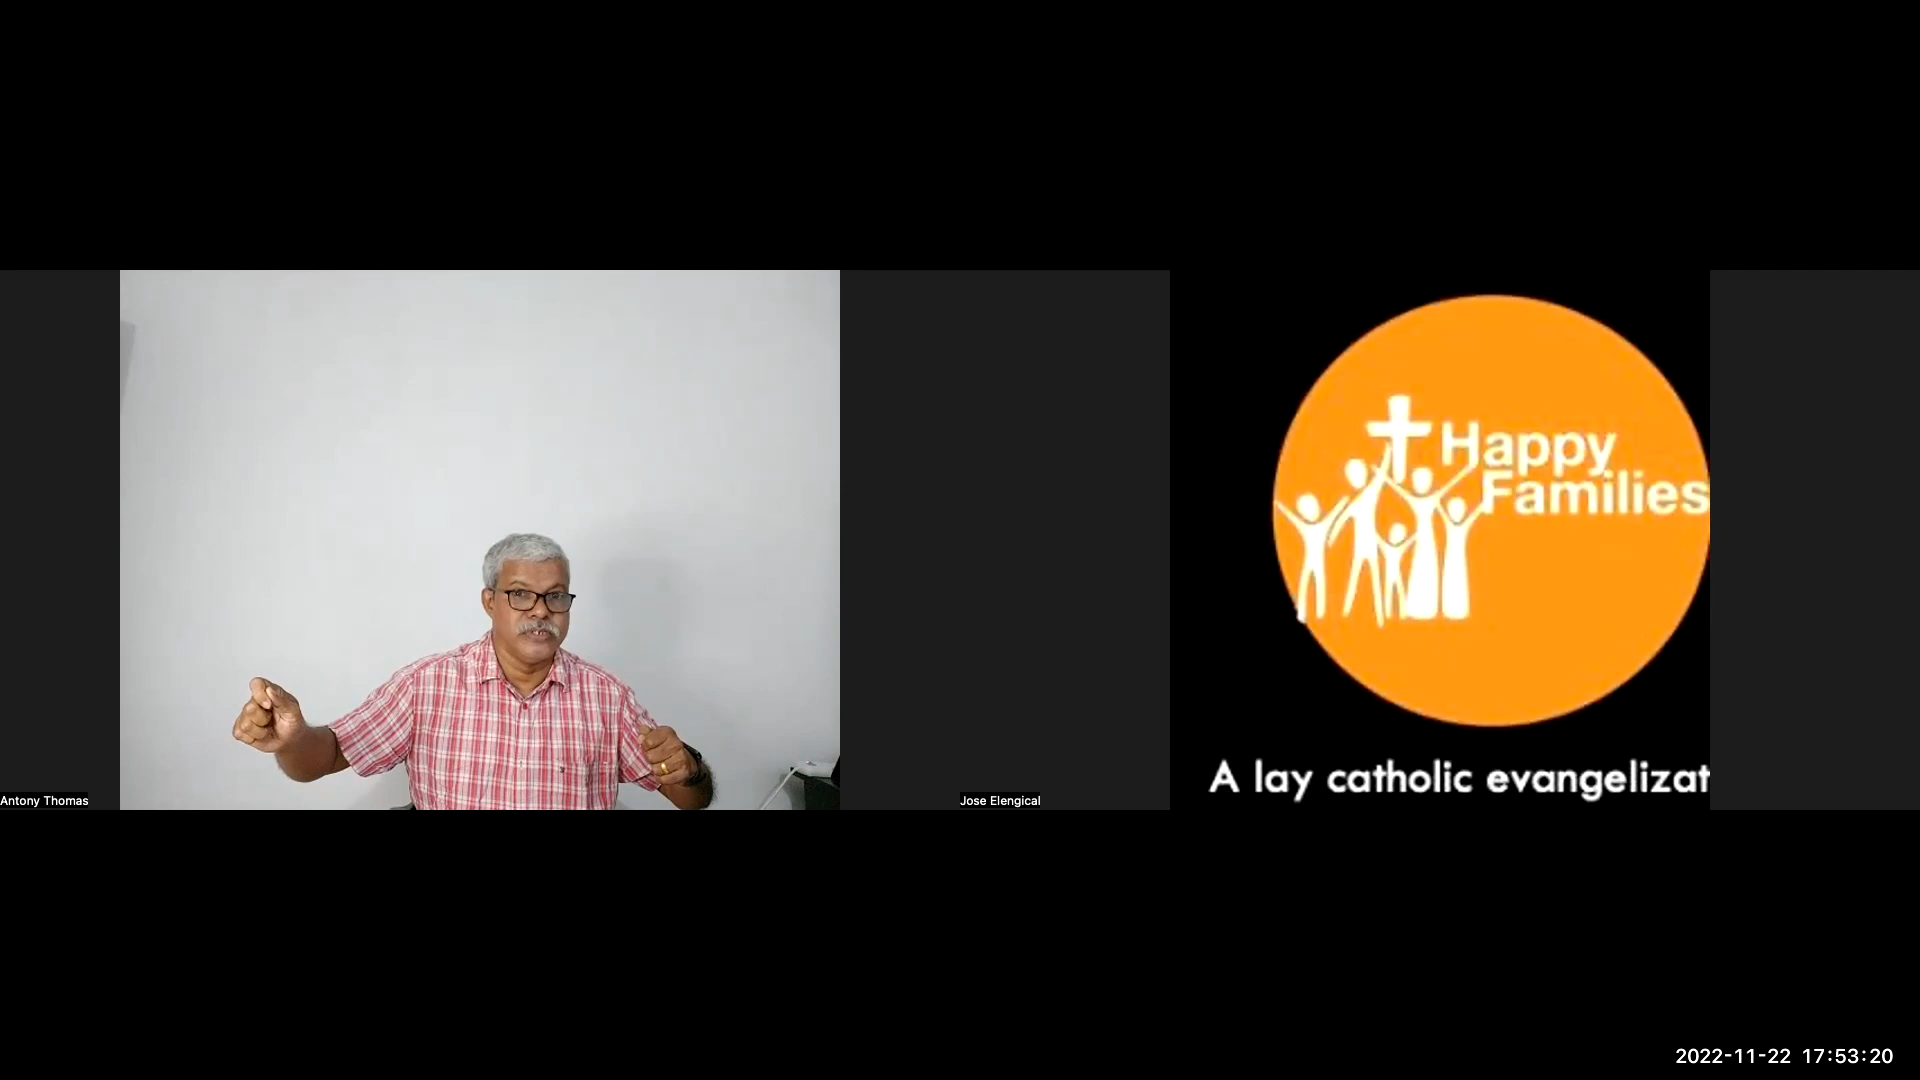 Happy
Families
A lay catholic evangelizat
Antony Thomas
Jose Elengical
2022-11-22 17:53:20